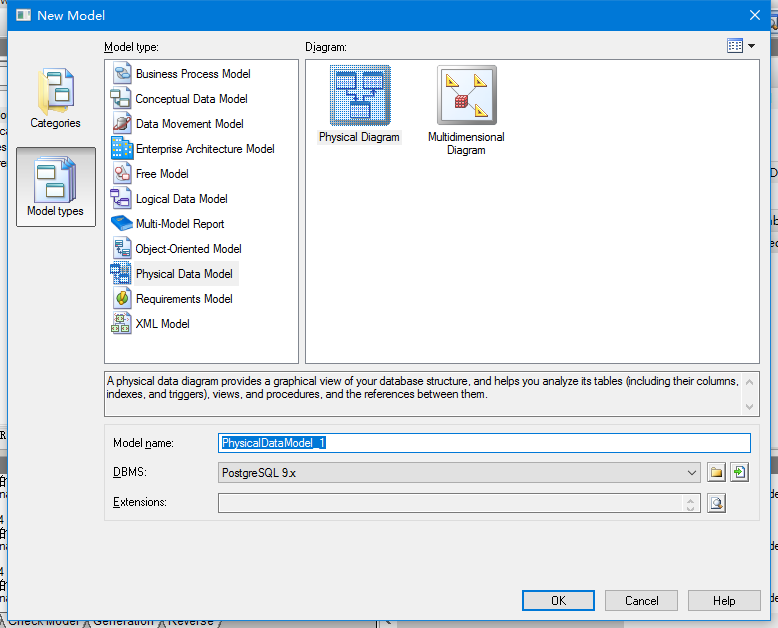 New Model
Model type:
Diagram:
Categories
Model types
Business Process Model
Conceptual Data Model
Data Movement Model
Enterprise Architecture Model
Free Model
Logical Data Model
Multi-Model Report
Object-Oriented Model
Physical Data Model
Requirements Model
XML Model
Physical Diagram
Multidimensional
Diagram
A physical data diagram provides a graphical view of your database structure, and helps you analyze its tables (including their columns,
indexes, and triggers), views, and procedures, and the references between them.
Model name:
PhysicalDataModel_1
DBMS:
PostgreSQL 9.x
Extensions:
OK
Cancel
Help
Check Model
Generation
Reverse